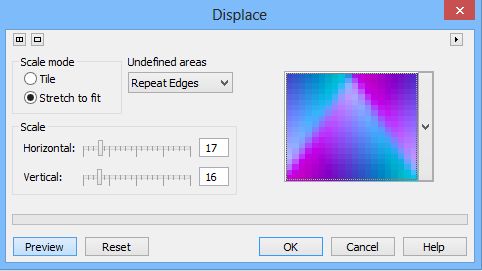 Displace
Scale mode
Undefined areas
Tile
Stretch to fit
Repeat Edges
Scale
Horizontal:
17
Vertical:
16
Preview
Reset
OK
Cancel
Help